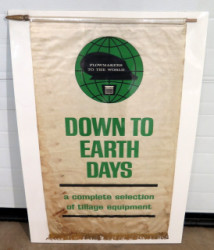 PLOWMAKERS
TO THE WORLD
DOWN TO
EARTH
DAYS
a complete selection
of tillage equipment